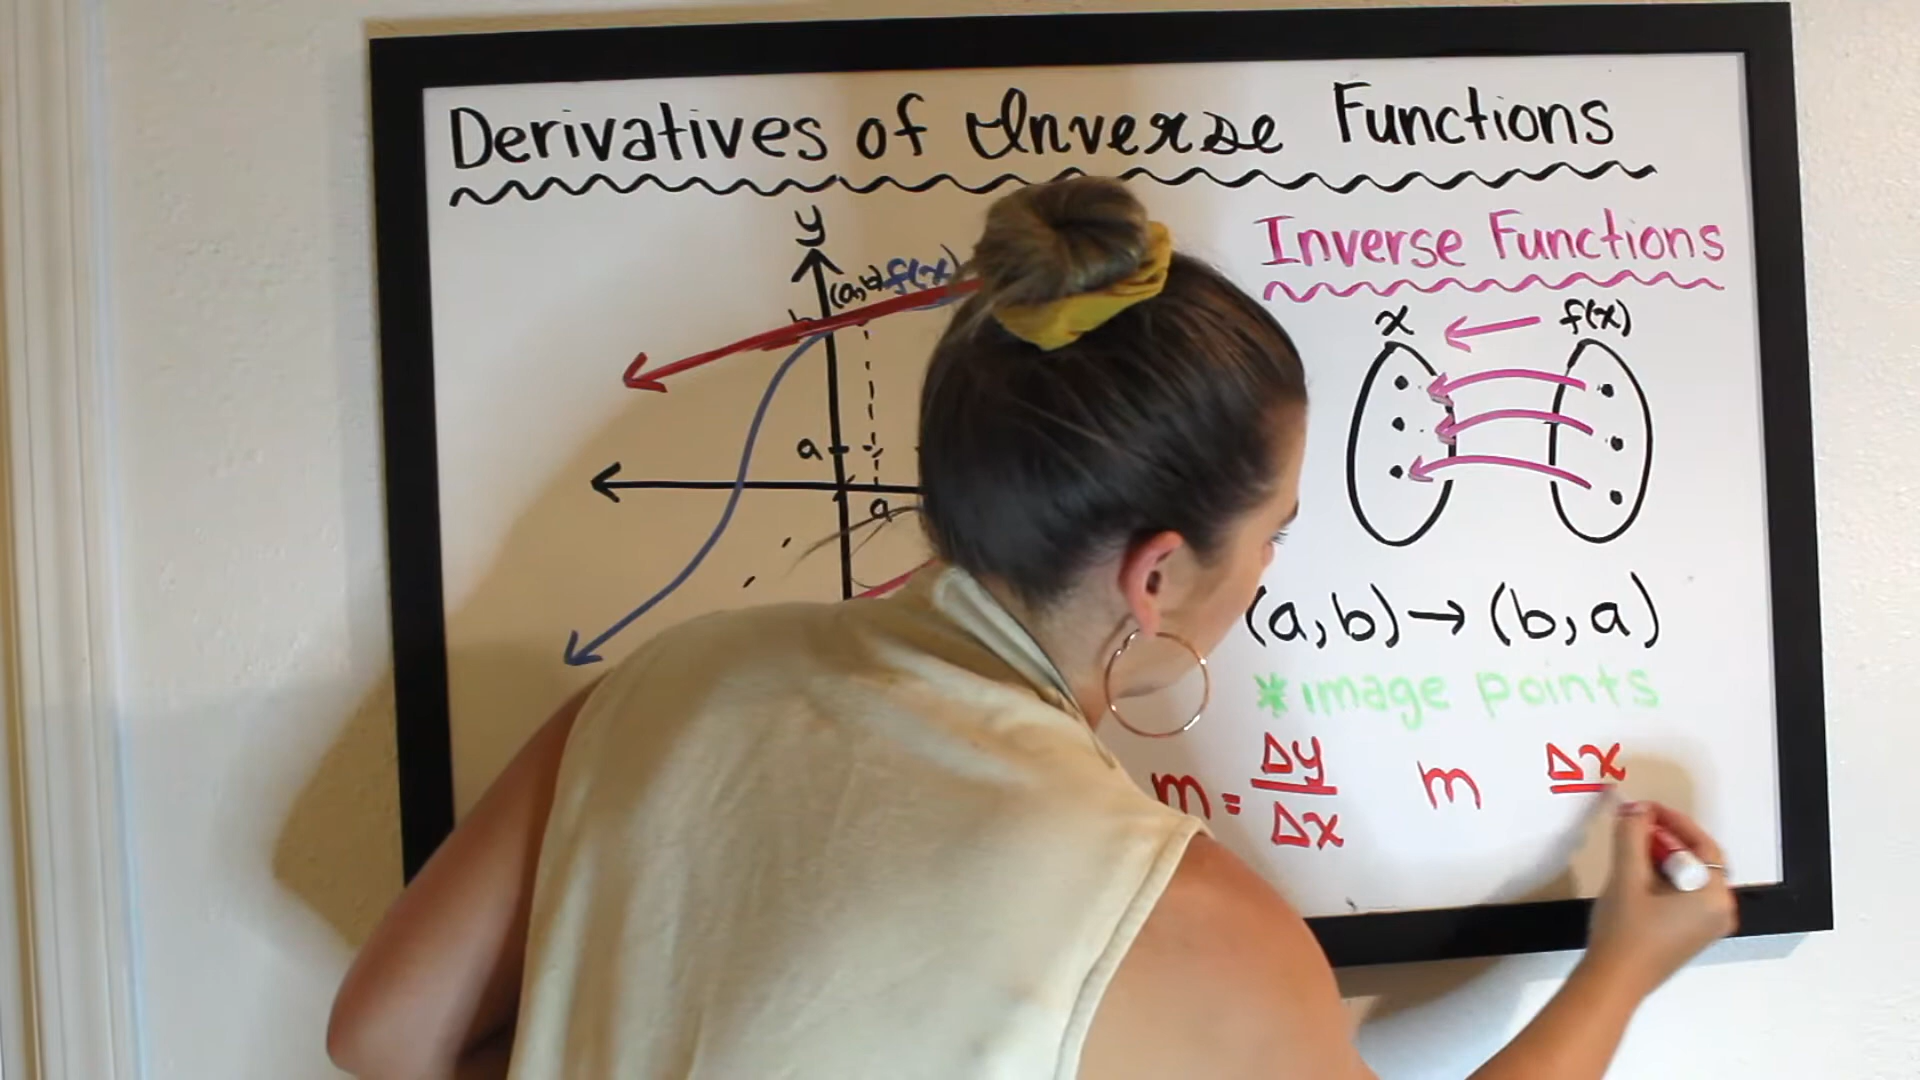 Derivatives of Inverse Functions
y
(a,b) f(x)
a
a
Inverse Functions
x f(x)
(a,b) → (b,a)
*image points
m = Δy/Δx m Δx